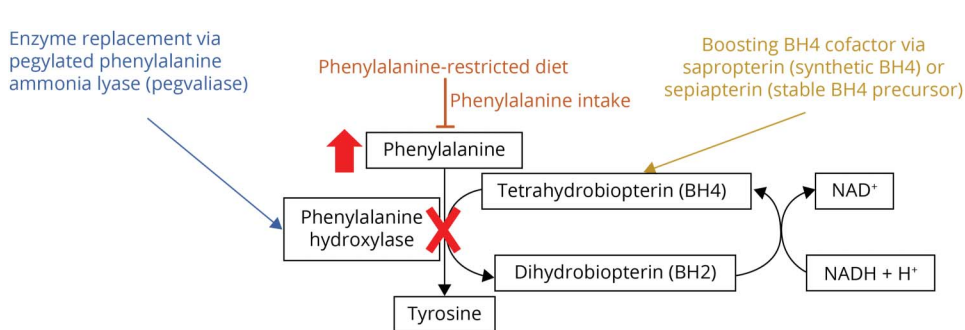 Enzyme replacement via
pegylated phenylalanine
ammonia lyase (pegvaliase)
Phenylalanine-restricted diet
Phenylalanine intake
Boosting BH4 cofactor via
sapropterin (synthetic BH4) or
sepiapterin (stable BH4 precursor)
Phenylalanine
Tetrahydrobiopterin (BH4)
NAD⁺
Phenylalanine
hydroxylase
Dihydrobiopterin (BH2)
NADH + H⁺
Tyrosine